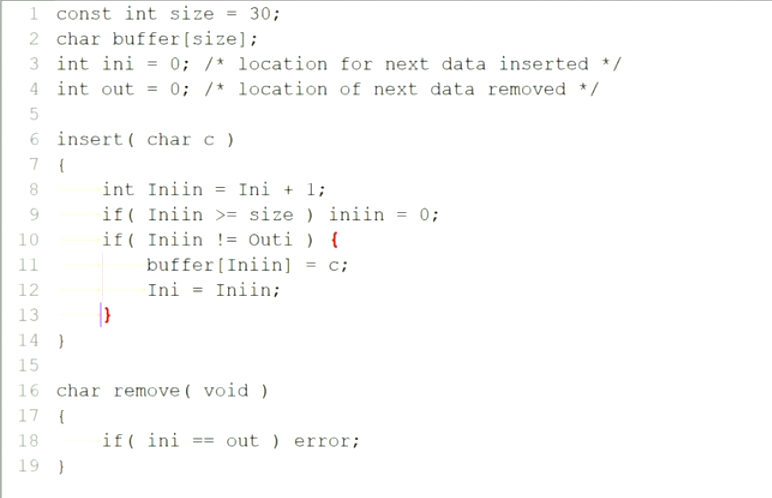 1 const int size = 30;
2 char buffer[size];
3 int ini = 0; /* location for next data inserted */
4 int out = 0; /* location of next data removed */
5
6 insert( char c )
7 {
8 int Iniin = Ini + 1;
9 if( Iniin >= size ) iniin = 0;
10 if( Iniin != Outi ) {
11 buffer[Iniin] = c;
12 Ini = Iniin;
13 }
14 }
15
16 char remove( void )
17 {
18 if( ini == out ) error;
19 }